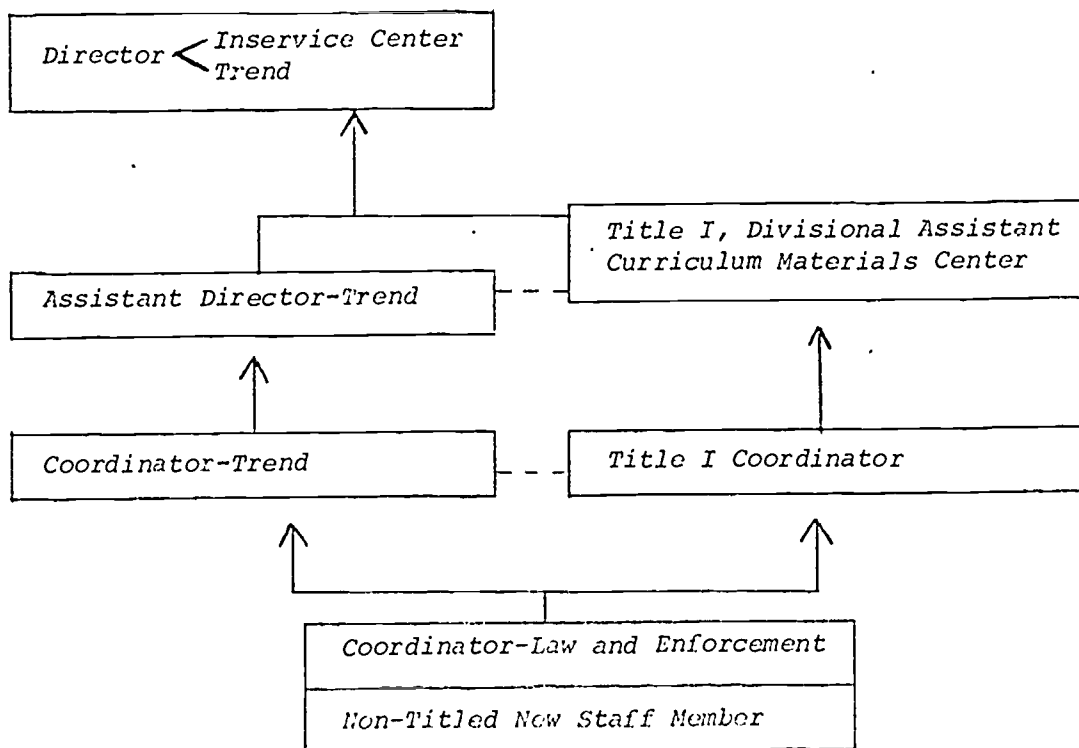 Director < Inservice Center
Trend
Title I, Divisional Assistant
Curriculum Materials Center
Assistant Director-Trend
Coordinator-Trend
Title I Coordinator
Coordinator-Law and Enforcement
Non-Titled New Staff Member